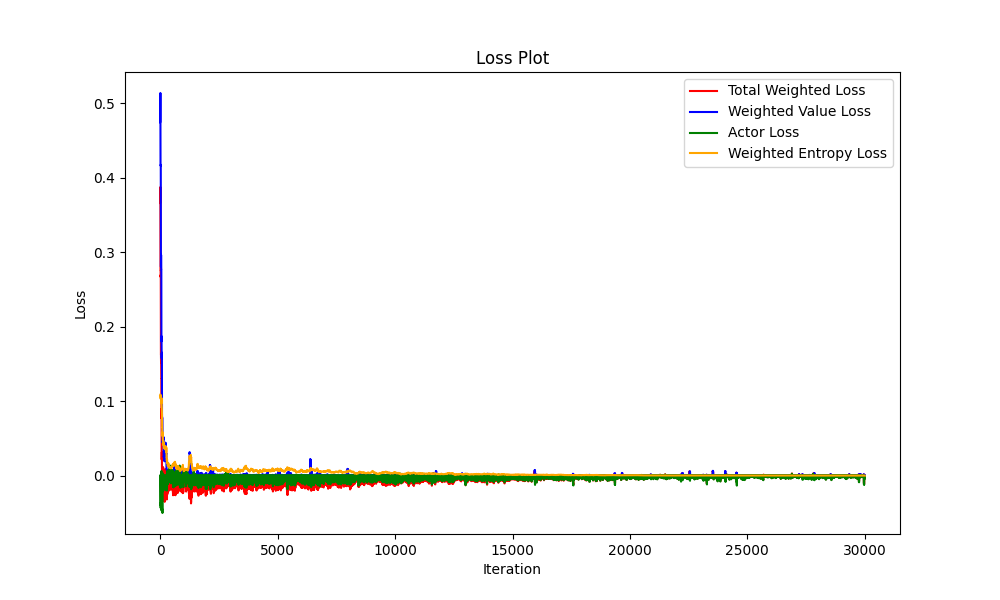 Loss Plot
Total Weighted Loss
Weighted Value Loss
Actor Loss
Weighted Entropy Loss
Loss
0.5
0.4
0.3
0.2
0.1
0.0
0 5000 10000 15000 20000 25000 30000
Iteration